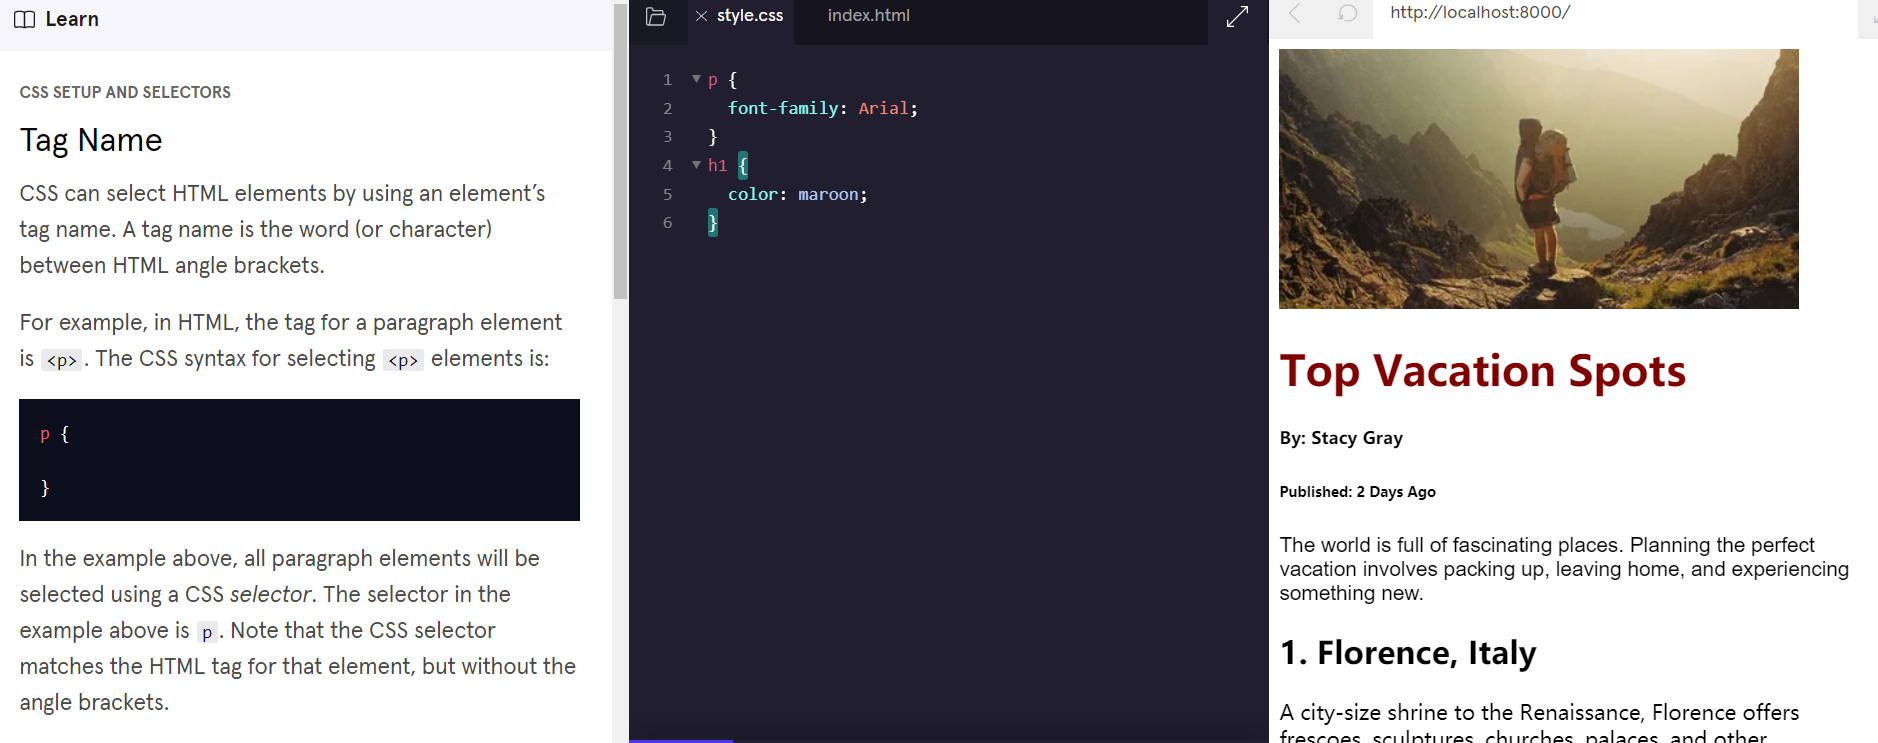 Learn
CSS SETUP AND SELECTORS
Tag Name
CSS can select HTML elements by using an element’s
tag name. A tag name is the word (or character)
between HTML angle brackets.
For example, in HTML, the tag for a paragraph element
is <p>. The CSS syntax for selecting <p> elements is:
p {
}
In the example above, all paragraph elements will be
selected using a CSS selector. The selector in the
example above is p. Note that the CSS selector
matches the HTML tag for that element, but without the
angle brackets.
style.css
index.html
1 p {
2 font-family: Arial;
3 }
4 h1 {
5 color: maroon;
6 }
http://localhost:8000/
Top Vacation Spots
By: Stacy Gray
Published: 2 Days Ago
The world is full of fascinating places. Planning the perfect
vacation involves packing up, leaving home, and experiencing
something new.
1. Florence, Italy
A city-size shrine to the Renaissance, Florence offers
frescoes, sculptures, churches, palaces, and other